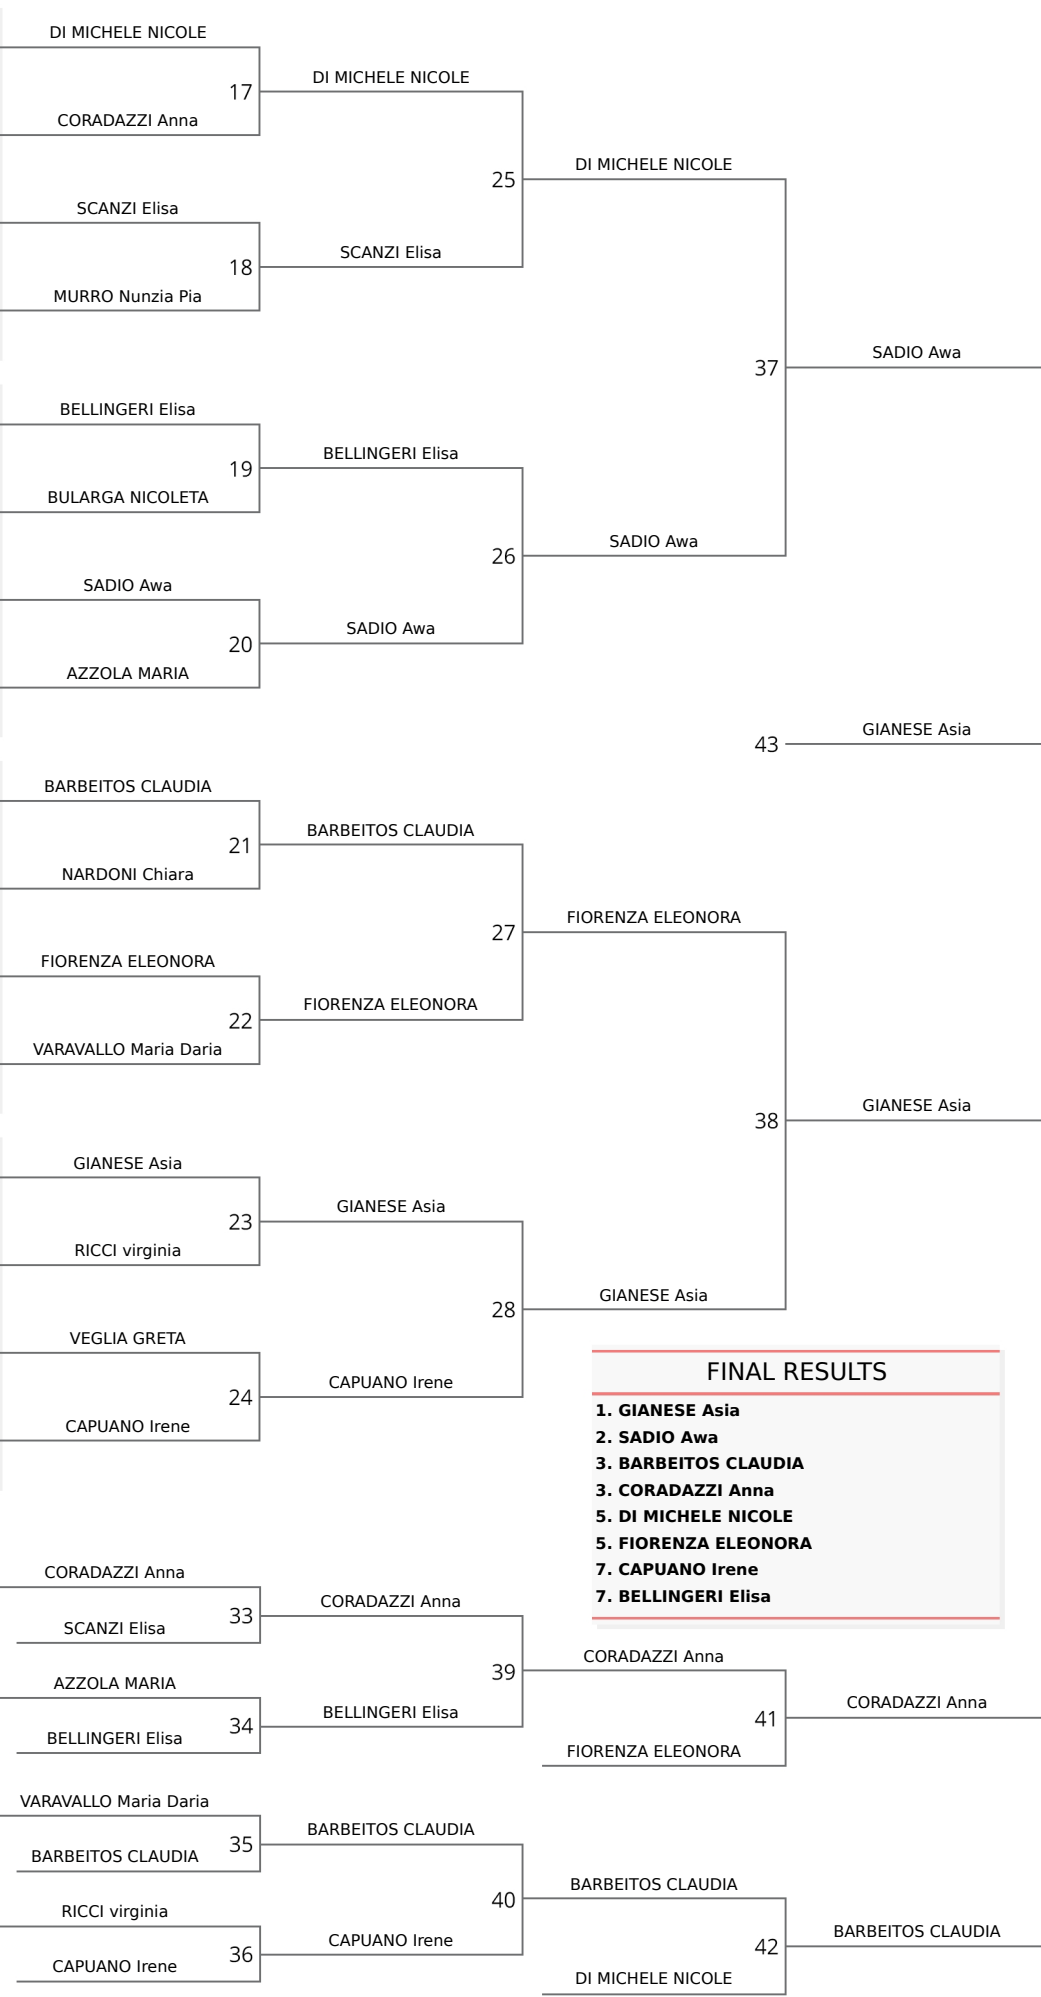 DI MICHELE NICOLE
DI MICHELE NICOLE
17
CORADAZZI Anna
DI MICHELE NICOLE
25
SCANZI Elisa
SCANZI Elisa
18
MURRO Nunzia Pia
SADIO Awa
37
BELLINGERI Elisa
BELLINGERI Elisa
19
BULARGA NICOLETA
SADIO Awa
26
SADIO Awa
SADIO Awa
20
AZZOLA MARIA
GIANESE Asia
43
BARBEITOS CLAUDIA
BARBEITOS CLAUDIA
21
NARDONI Chiara
FIORENZA ELEONORA
27
FIORENZA ELEONORA
FIORENZA ELEONORA
22
VARAVALLO Maria Daria
GIANESE Asia
38
GIANESE Asia
GIANESE Asia
23
RICCI virginia
GIANESE Asia
28
VEGLIA GRETA
CAPUANO Irene
24
CAPUANO Irene
FINAL RESULTS
1. GIANESE Asia
2. SADIO Awa
3. BARBEITOS CLAUDIA
3. CORADAZZI Anna
5. DI MICHELE NICOLE
5. FIORENZA ELEONORA
7. CAPUANO Irene
7. BELLINGERI Elisa
CORADAZZI Anna
CORADAZZI Anna
33
SCANZI Elisa
CORADAZZI Anna
39
AZZOLA MARIA
BELLINGERI Elisa
34
BELLINGERI Elisa
CORADAZZI Anna
41
FIORENZA ELEONORA
VARAVALLO Maria Daria
BARBEITOS CLAUDIA
35
BARBEITOS CLAUDIA
BARBEITOS CLAUDIA
40
RICCI virginia
CAPUANO Irene
36
CAPUANO Irene
BARBEITOS CLAUDIA
42
DI MICHELE NICOLE